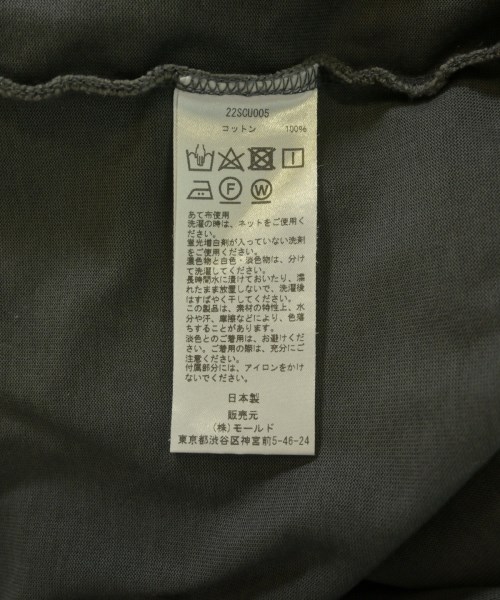 22SCU005
コットン 100%
F W
あて布使用
洗濯の時は、ネットをご使用く
ださい。
蛍光増白剤が入っていない洗剤
をご使用ください。
濃色物と白色・淡色物は、分け
て洗濯してください。
長時間水に漬けておいたり、濡
れたまま放置しないで、洗濯後
はすばやく干してください。
この製品は、素材の特性上、水
分や汗、摩擦などにより、色落
ちすることがあります。
淡色とのご着用は、お避けくだ
さい。ご着用の際は、充分にご
注意ください。
付属部分には、アイロンをかけ
ないでください。
日本製
販売元
(株)モールド
東京都渋谷区神宮前5-46-24